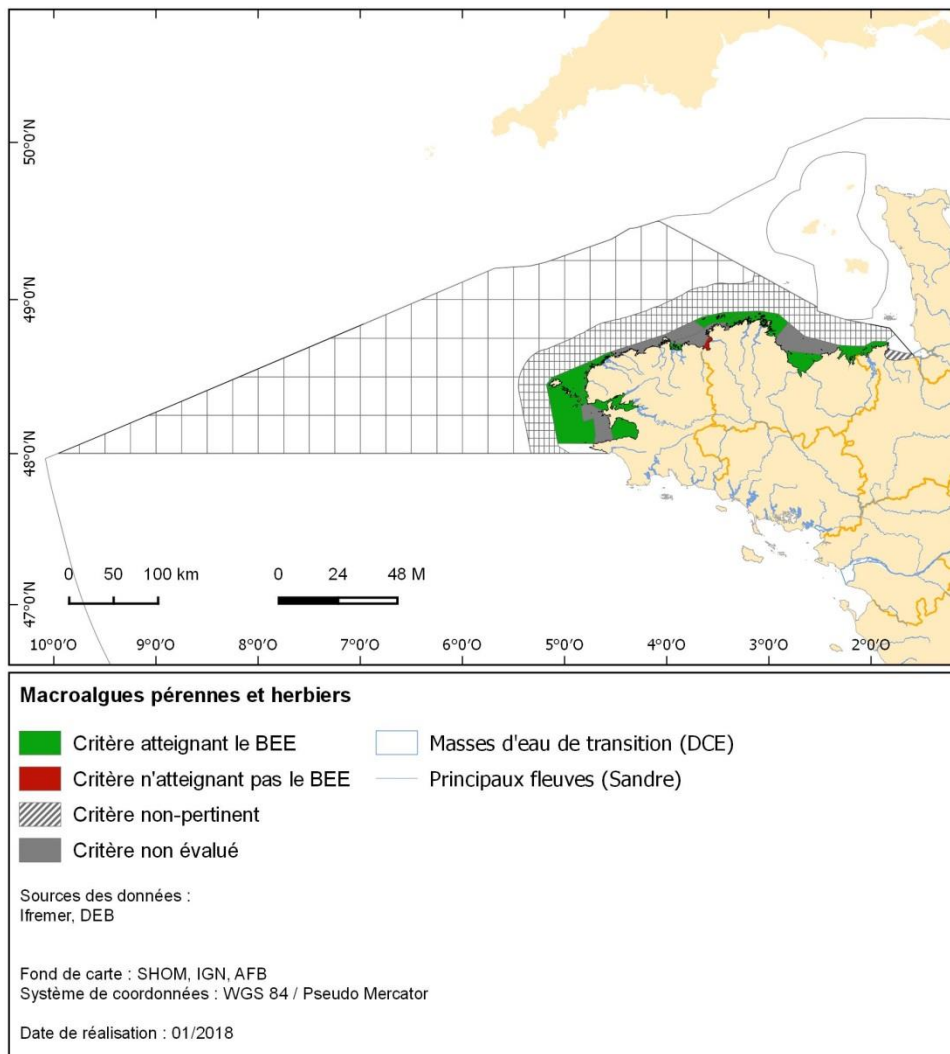 50°0'N
49°0'N
48°0'N
47°0'N
0 50 100 km
0 24 48 M
10°0'O 9°0'O 8°0'O 7°0'O 6°0'O 5°0'O 4°0'O 3°0'O 2°0'O
Macroalgues pérennes et herbiers
Critère atteignant le BEE
Critère n'atteignant pas le BEE
Critère non-pertinent
Critère non évalué
Masses d'eau de transition (DCE)
Principaux fleuves (Sandre)
Sources des données :
Ifremer, DEB
Fond de carte : SHOM, IGN, AFB
Système de coordonnées : WGS 84 / Pseudo Mercator
Date de réalisation : 01/2018